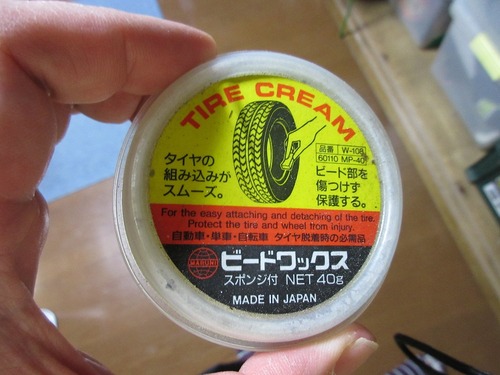 TIRE CREAM
タイヤの
組み込みが
スムーズ。
品番 W-108
60110 MP-40
ビード部を
傷つけず
保護する。
For the easy attaching and detaching of the tire.
Protect the tire and wheel from injury.
自動車・単車・自転車 タイヤ脱着時の必需品
MARUNI
ビードワックス
スポンジ付 NET 40g
MADE IN JAPAN